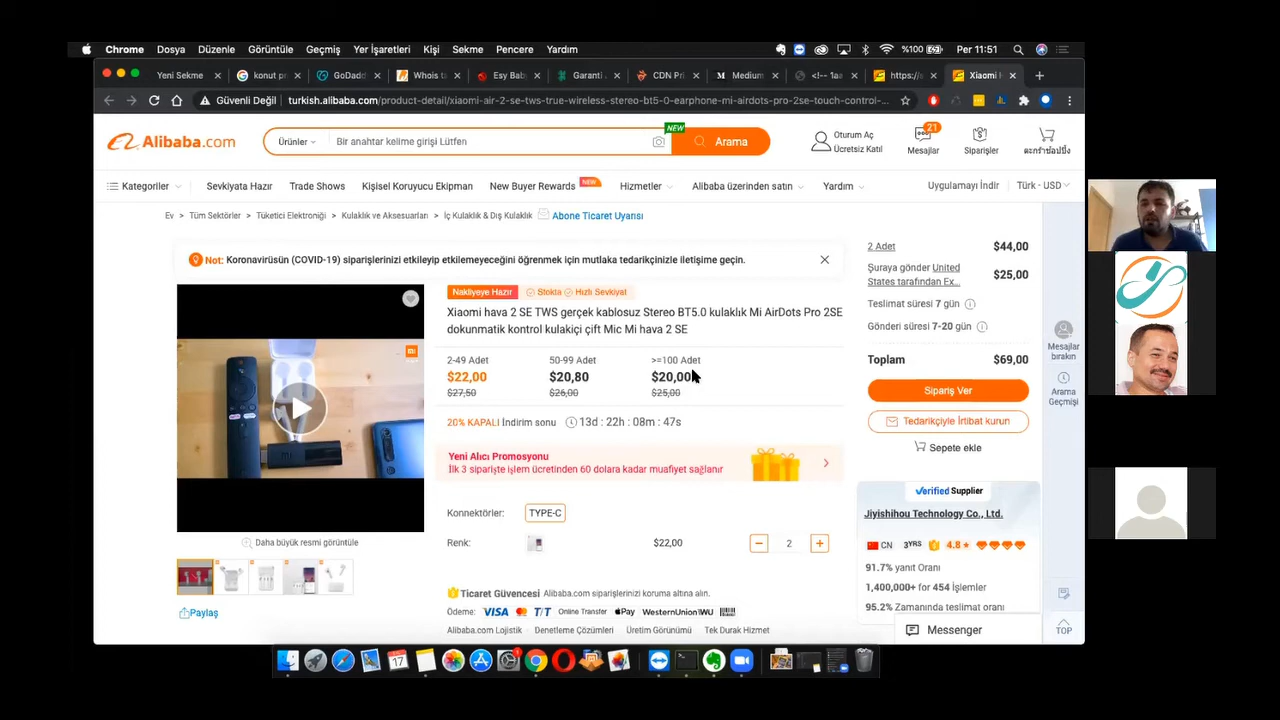 Chrome Dosya Düzenle Görüntüle Geçmiş Yer İşaretleri Kişi Sekme Pencere Yardım %100 Per 11:51
Yeni Sekme konut p GoDadd Whois t Esy Bab Garanti CDN Pri Medium <!-- 1a https://s Xiaomi H
Güvenli Değil turkish.alibaba.com/product-detail/xiaomi-air-2-se-tws-true-wireless-stereo-bt5-0-earphone-mi-airdots-pro-2se-touch-control-...
Alibaba.com Ürünler Bir anahtar kelime girişi Lütfen NEW Arama
Oturum Aç
Ücretsiz Katıl
21
Mesajlar
Siparişler
ตะกร้าช้อปปิ้ง
Kategoriler Sevkiyata Hazır Trade Shows Kişisel Koruyucu Ekipman New Buyer Rewards NEW Hizmetler Alibaba üzerinden satın Yardım Uygulamayı İndir Türk - USD
Ev > Tüm Sektörler > Tüketici Elektroniği > Kulaklık ve Aksesuarları > İç Kulaklık & Dış Kulaklık Abone Ticaret Uyarısı
Not: Koronavirüsün (COVID-19) siparişlerinizi etkileyip etkilemeyeceğini öğrenmek için mutlaka tedarikçinizle iletişime geçin.
Nakliyeye Hazır Stokta Hızlı Sevkiyat
Xiaomi hava 2 SE TWS gerçek kablosuz Stereo BT5.0 kulaklık Mi AirDots Pro 2SE
dokunmatik kontrol kulakiçi çift Mic Mi hava 2 SE
2-49 Adet 50-99 Adet >=100 Adet
$22,00 $20,80 $20,00
$27,50 $26,00 $25,00
20% KAPALI İndirim sonu 13d : 22h : 08m : 47s
Yeni Alıcı Promosyonu
İlk 3 siparişte işlem ücretinden 60 dolara kadar muafiyet sağlanır
Konnektörler: TYPE-C
Renk: $22,00 − 2 +
Daha büyük resmi görüntüle
Paylaş
Ticaret Güvencesi Alibaba.com siparişlerinizi koruma altına alın.
Ödeme: VISA T/T Online Transfer Pay WesternUnion WU
Alibaba.com Lojistik Denetleme Çözümleri Üretim Görünümü Tek Durak Hizmet
2 Adet $44,00
Şuraya gönder United
States tarafından Ex... $25,00
Teslimat süresi 7 gün
Gönderi süresi 7-20 gün
Toplam $69,00
Sipariş Ver
Tedarikçiyle İrtibat kurun
Sepete ekle
Verified Supplier
Jiyishihou Technology Co., Ltd.
CN 3YRS 4.8
91.7% yanıt Oranı
1,400,000+ for 454 İşlemler
95.2% Zamanında teslimat oranı
Messenger
Mesajlar
bırakın
Arama
Geçmişi
TOP
17